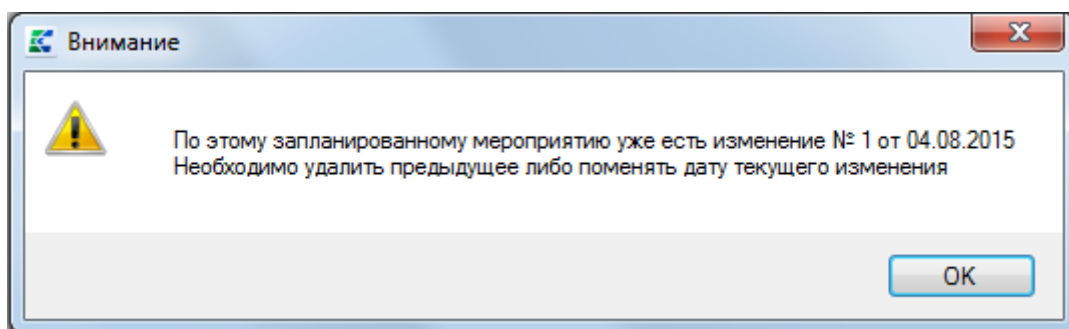 Внимание
По этому запланированному мероприятию уже есть изменение № 1 от 04.08.2015
Необходимо удалить предыдущее либо поменять дату текущего изменения
OK